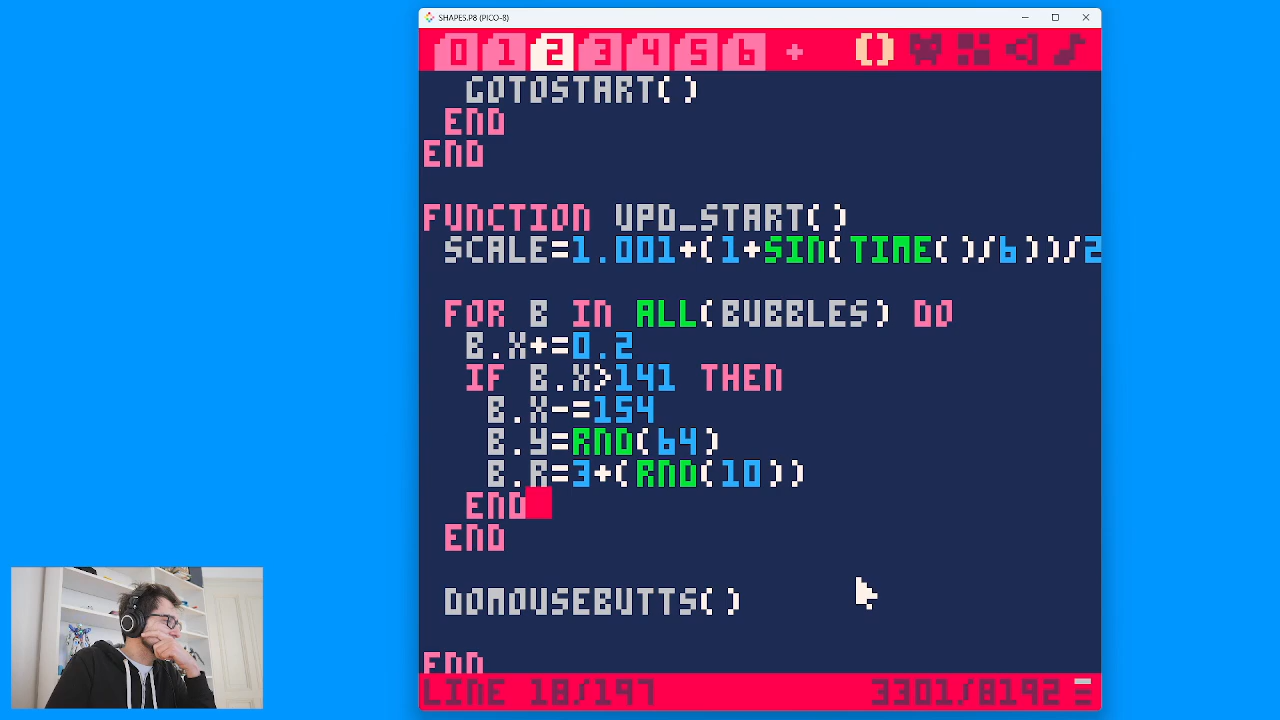 SHAPES.P8 (PICO-8)
0 1 2 3 4 5 6 + ()
GOTOSTART()
END
END
FUNCTION UPD_START()
SCALE=1.001+(1+SIN(TIME()/6))/2
FOR B IN ALL(BUBBLES) DO
B.X+=0.2
IF B.X>141 THEN
B.X-=154
B.Y=RND(64)
B.R=3+(RND(10))
END
END
DOMOUSEBUTTS()
END
LINE 18/197 3301/8192